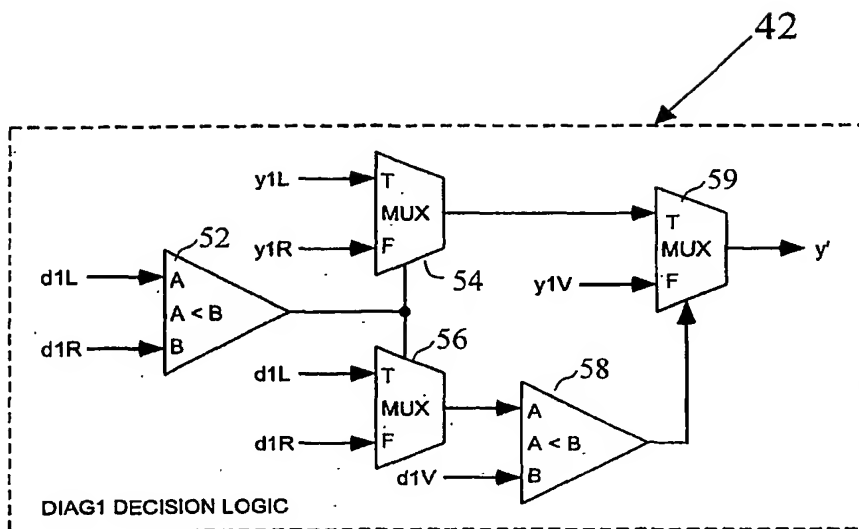 42
y1L
T
MUX
y1R
F
54
59
T
MUX
y'
y1V
F
52
d1L
A
A < B
d1R
B
56
d1L
T
MUX
d1R
F
58
A
A < B
d1V
B
DIAG1 DECISION LOGIC